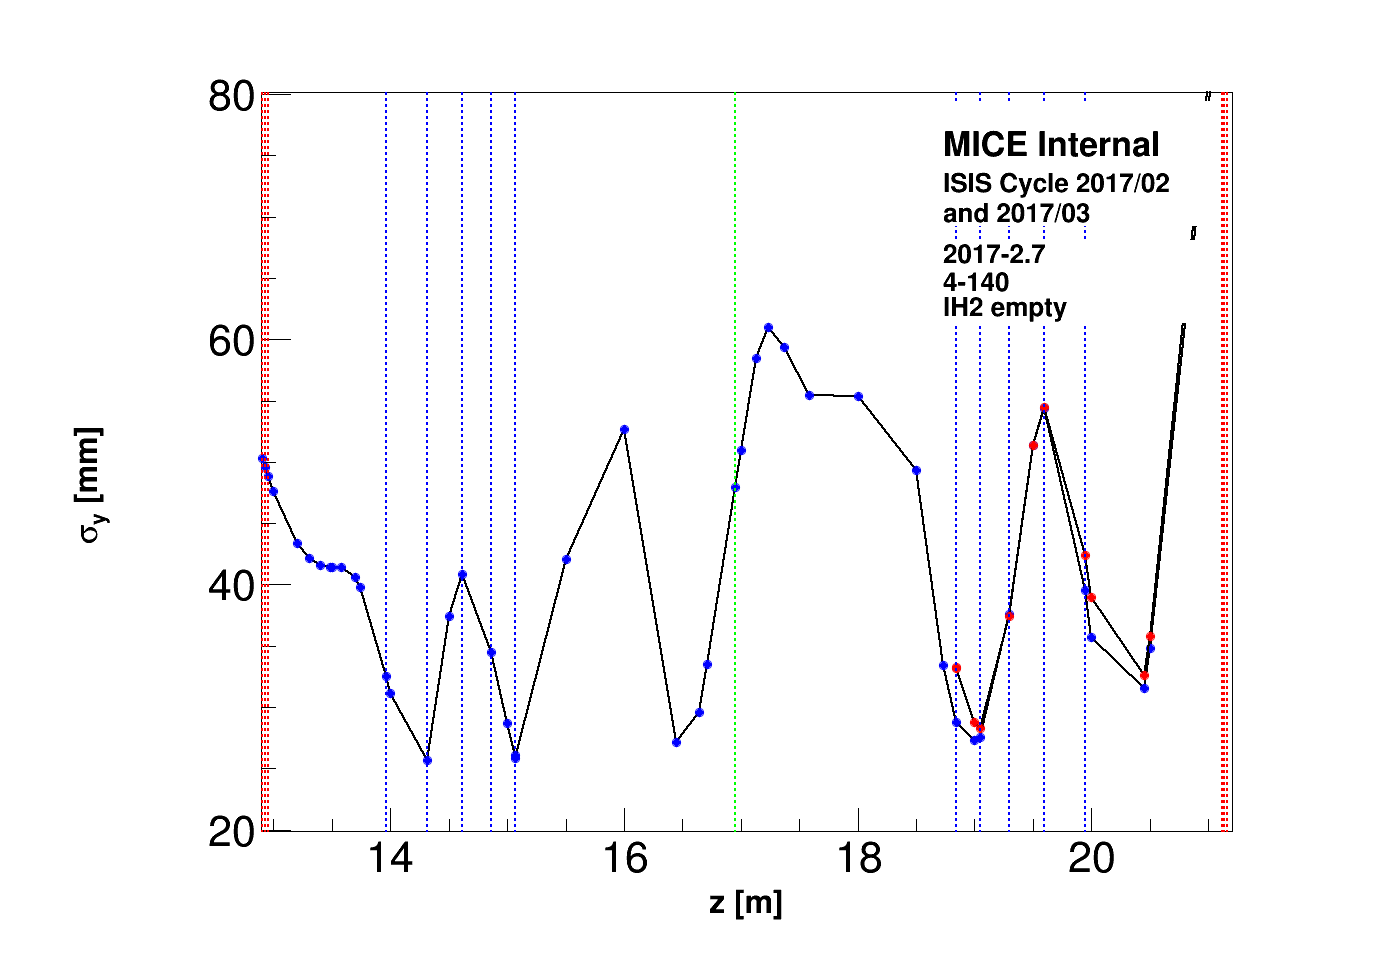 80
60
40
20
σy [mm]
MICE Internal
ISIS Cycle 2017/02
and 2017/03
2017-2.7
4-140
lH2 empty
14 16 18 20
z [m]